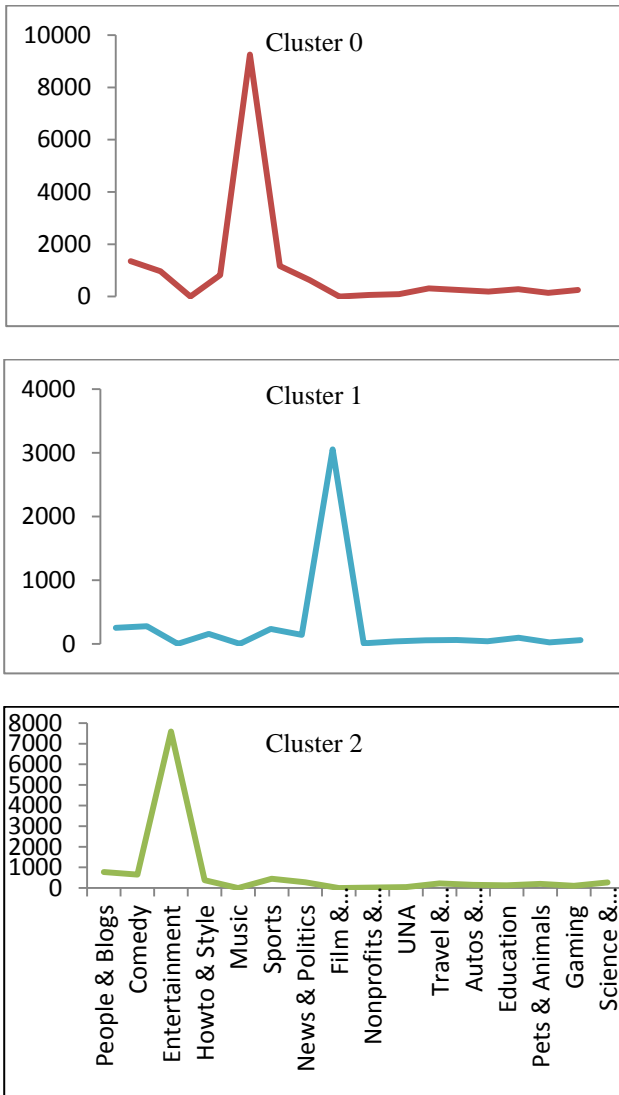 Cluster 0
10000
8000
6000
4000
2000
0
Cluster 1
4000
3000
2000
1000
0
Cluster 2
8000
7000
6000
5000
4000
3000
2000
1000
0
People & Blogs
Comedy
Entertainment
Howto & Style
Music
Sports
News & Politics
Film &...
Nonprofits &...
UNA
Travel &...
Autos &...
Education
Pets & Animals
Gaming
Science &...